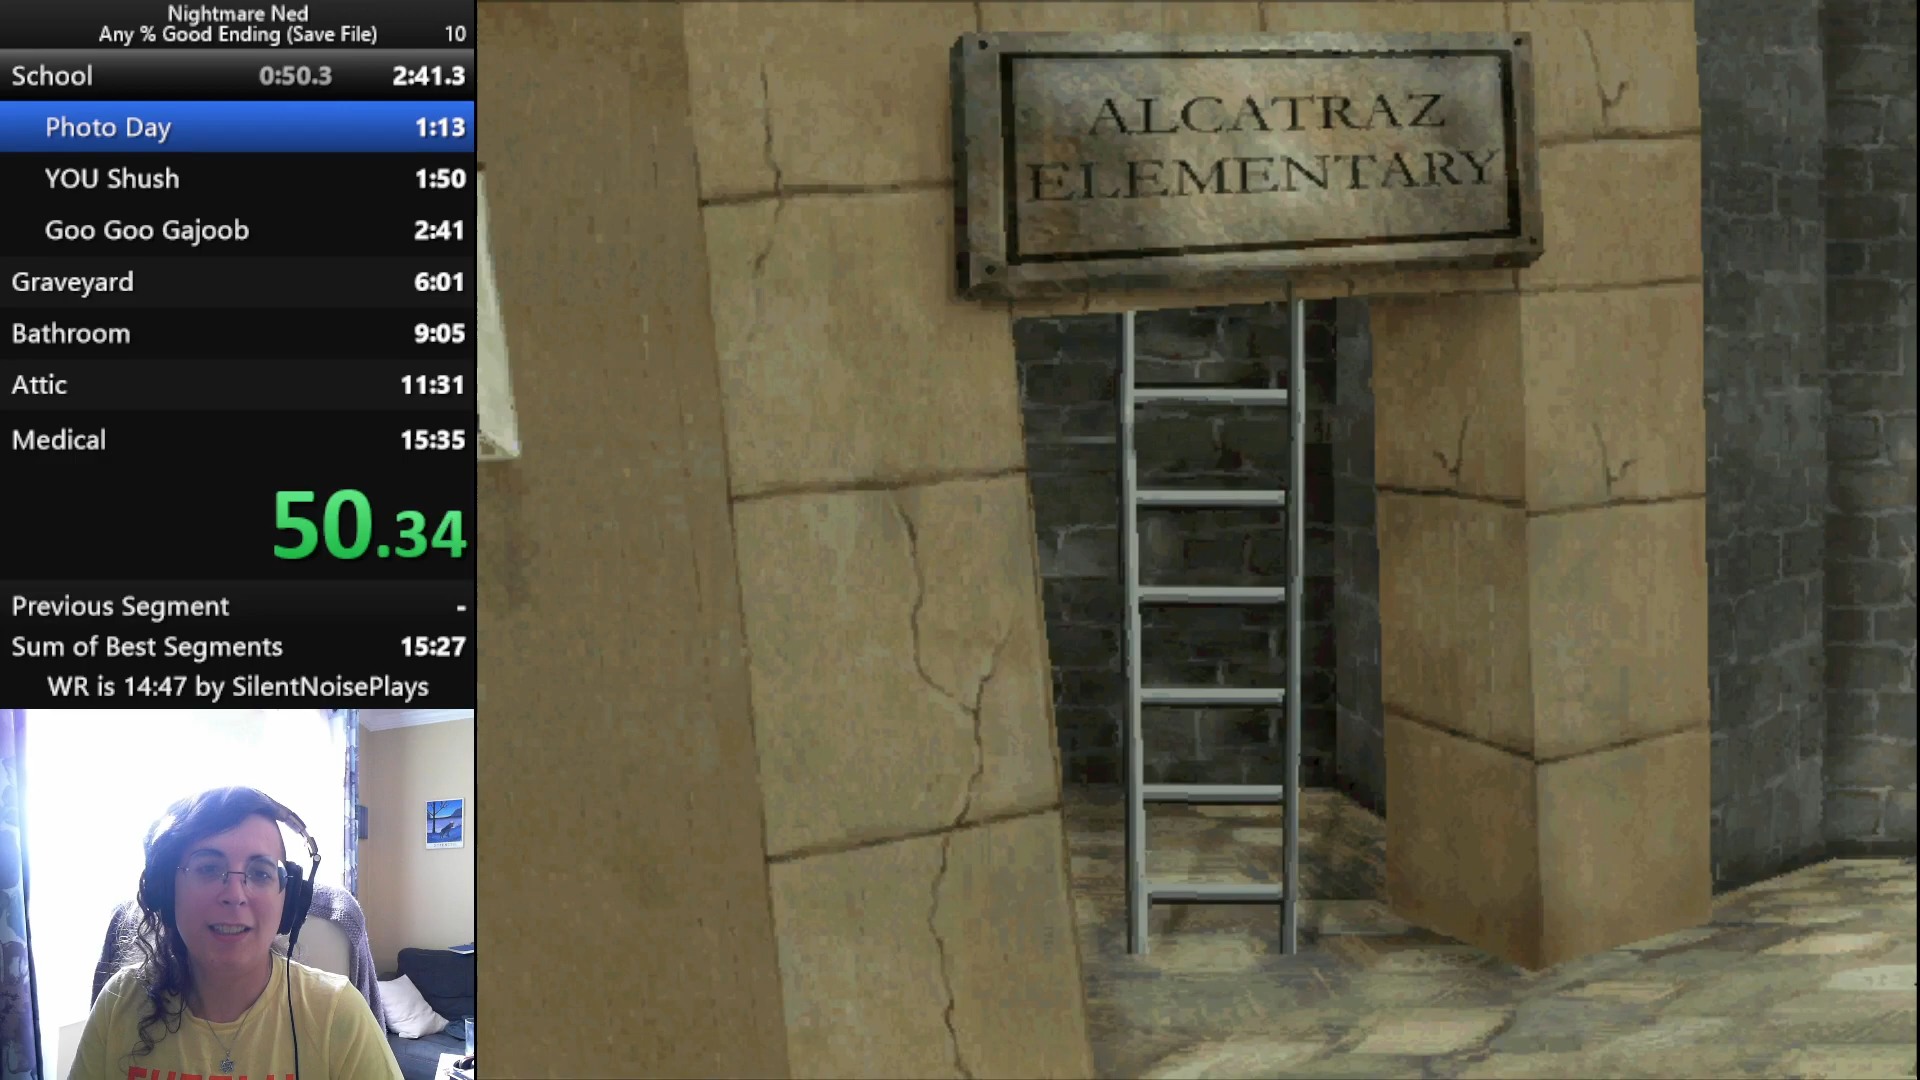 Nightmare Ned
Any % Good Ending (Save File) 10
School 0:50.3 2:41.3
Photo Day 1:13
YOU Shush 1:50
Goo Goo Gajoob 2:41
Graveyard 6:01
Bathroom 9:05
Attic 11:31
Medical 15:35
50.34
Previous Segment -
Sum of Best Segments 15:27
WR is 14:47 by SilentNoisePlays
ALCATRAZ
ELEMENTARY